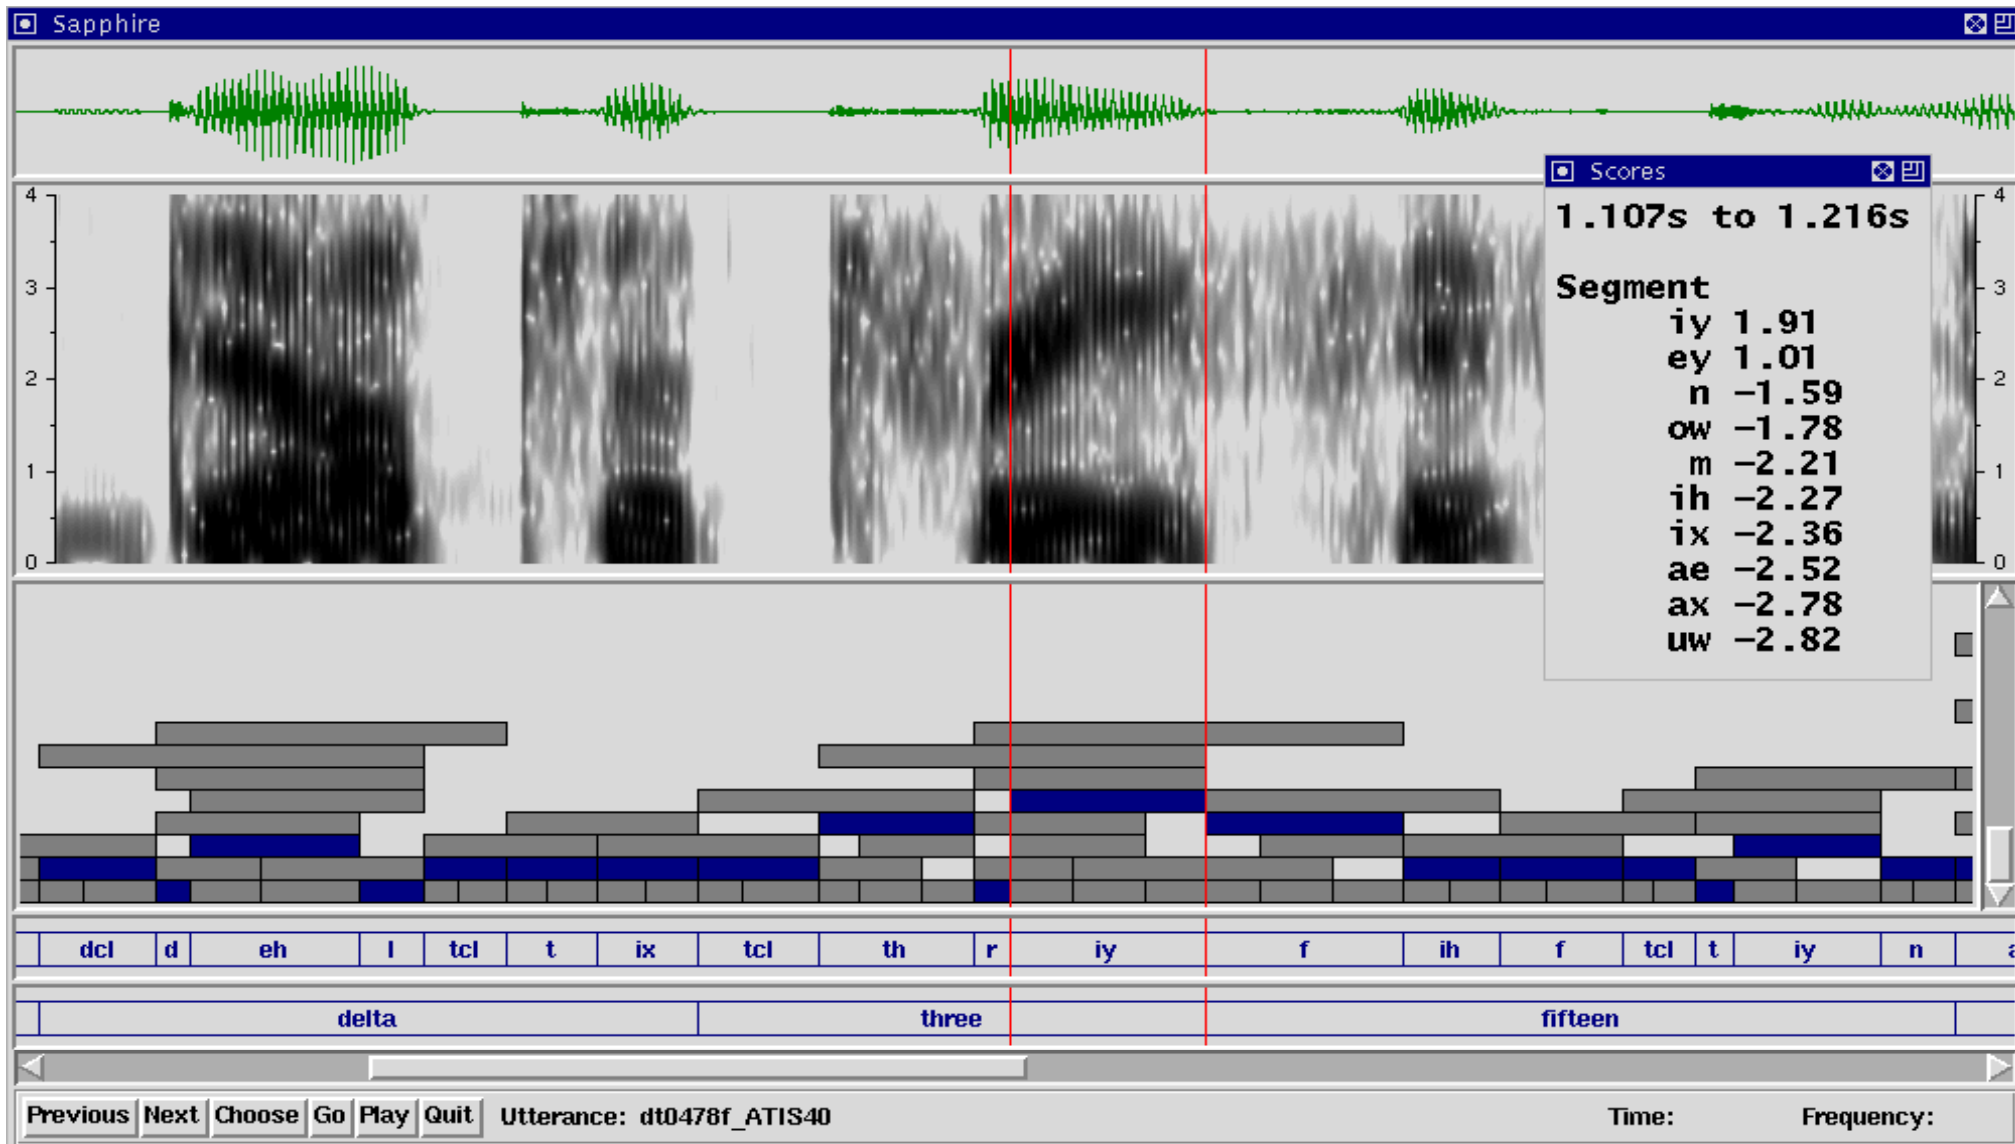 Sapphire
Scores
1.107s to 1.216s
Segment
iy 1.91
ey 1.01
n -1.59
ow -1.78
m -2.21
ih -2.27
ix -2.36
ae -2.52
ax -2.78
uw -2.82
4 4
3 3
2 2
1 1
0 0
dcl d eh l tcl t ix tcl th r iy f ih f tcl t iy n
delta three fifteen
Previous Next Choose Go Play Quit Utterance: dt0478f_ATIS40 Time: Frequency: